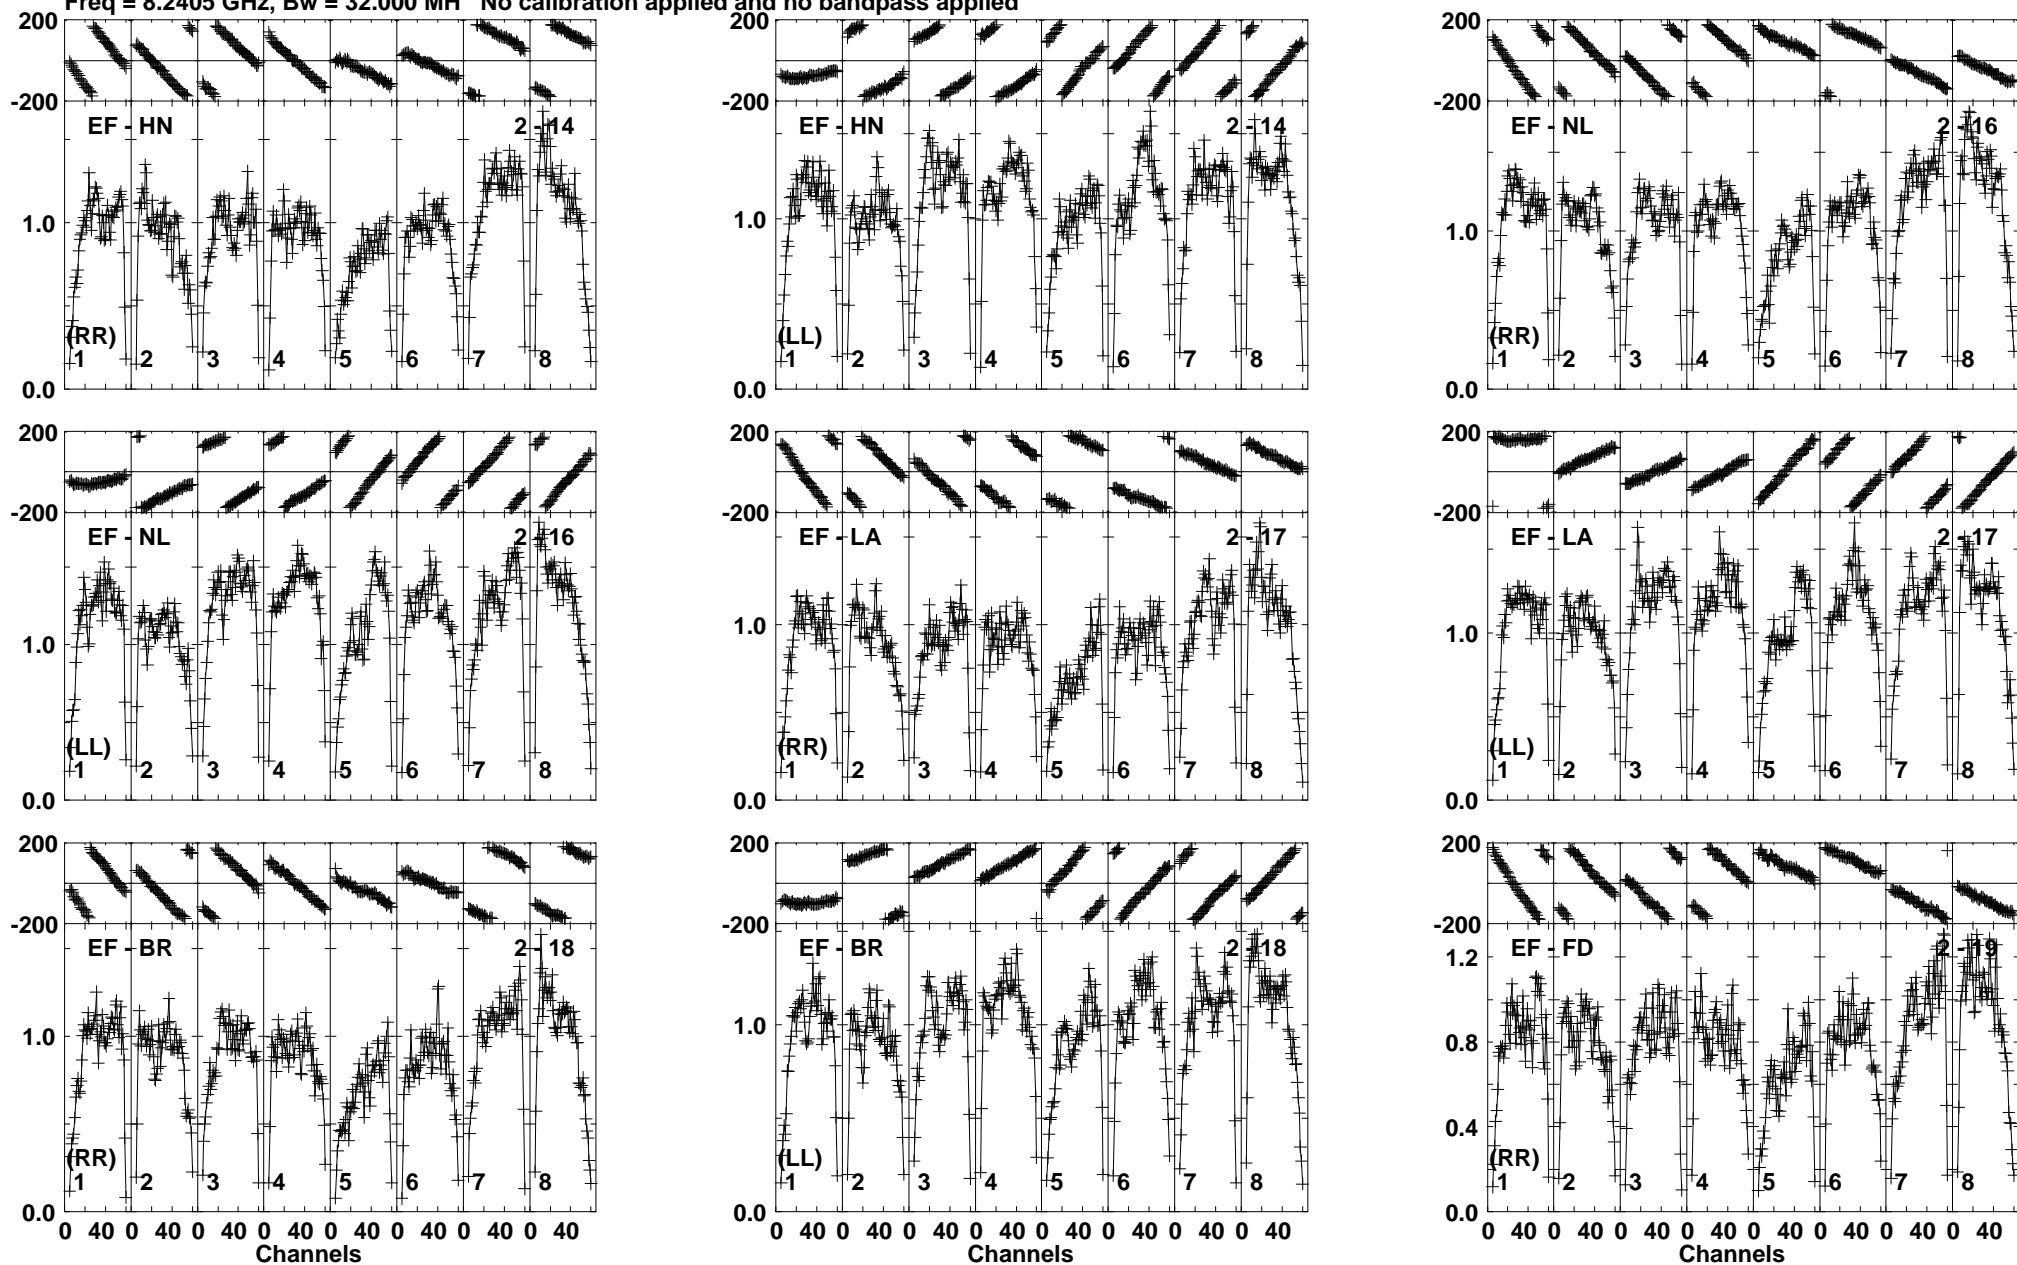 Freq = 8.2405 GHz, Bw = 32.000 MH No calibration applied and no bandpass applied
200 200 200
-200 -200 -200
EF - HN 2 - 14 EF - HN 2 - 14 EF - NL 2 - 16
1.0 1.0 1.0
(RR) (LL) (RR)
1 2 3 4 5 6 7 8 1 2 3 4 5 6 7 8 1 2 3 4 5 6 7 8
0.0 0.0 0.0
200 200 200
-200 -200 -200
EF - NL 2 - 16 EF - LA 2 - 17 EF - LA 2 - 17
1.0 1.0 1.0
(LL) (RR) (LL)
1 2 3 4 5 6 7 8 1 2 3 4 5 6 7 8 1 2 3 4 5 6 7 8
0.0 0.0 0.0
200 200 200
-200 -200 -200
EF - BR 2 - 18 EF - BR 2 - 18 EF - FD 2 - 19
1.2
1.0 1.0 0.8
0.4
(RR) (LL) (RR)
1 2 3 4 5 6 7 8 1 2 3 4 5 6 7 8 1 2 3 4 5 6 7 8
0.0 0.0 0.0
0 40 0 40 0 40 0 40 0 40 0 40 0 40 0 40 0 40 0 40 0 40 0 40 0 40 0 40 0 40 0 40 0 40 0 40 0 40 0 40 0 40 0 40 0 40 0 40
Channels Channels Channels